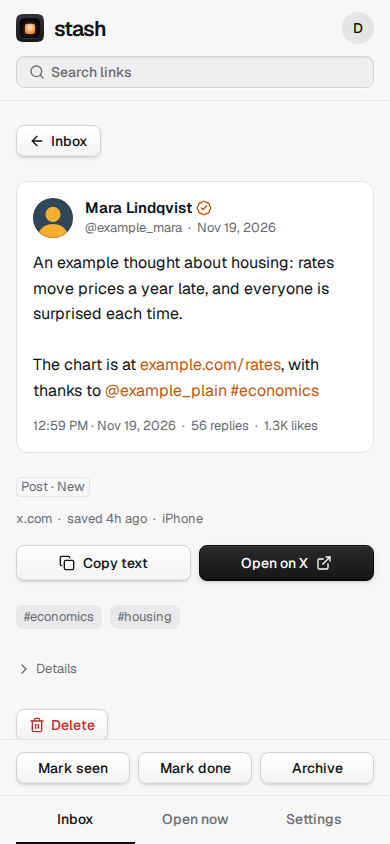 stash
D
Search links
Inbox
Mara Lindqvist
@example_mara · Nov 19, 2026
An example thought about housing: rates
move prices a year late, and everyone is
surprised each time.
The chart is at example.com/rates, with
thanks to @example_plain #economics
12:59 PM · Nov 19, 2026 · 56 replies · 1.3K likes
Post · New
x.com · saved 4h ago · iPhone
Copy text
Open on X
#economics
#housing
Details
Delete
Mark seen
Mark done
Archive
Inbox
Open now
Settings